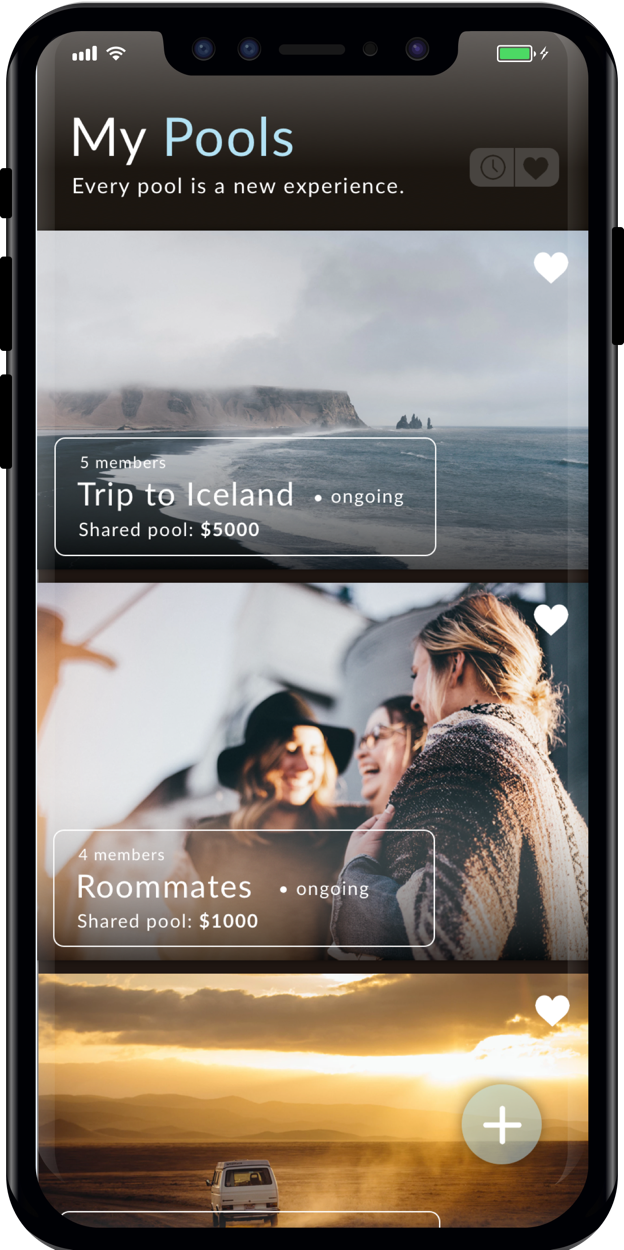 My Pools
Every pool is a new experience.
5 members
Trip to Iceland • ongoing
Shared pool: $5000
4 members
Roommates • ongoing
Shared pool: $1000